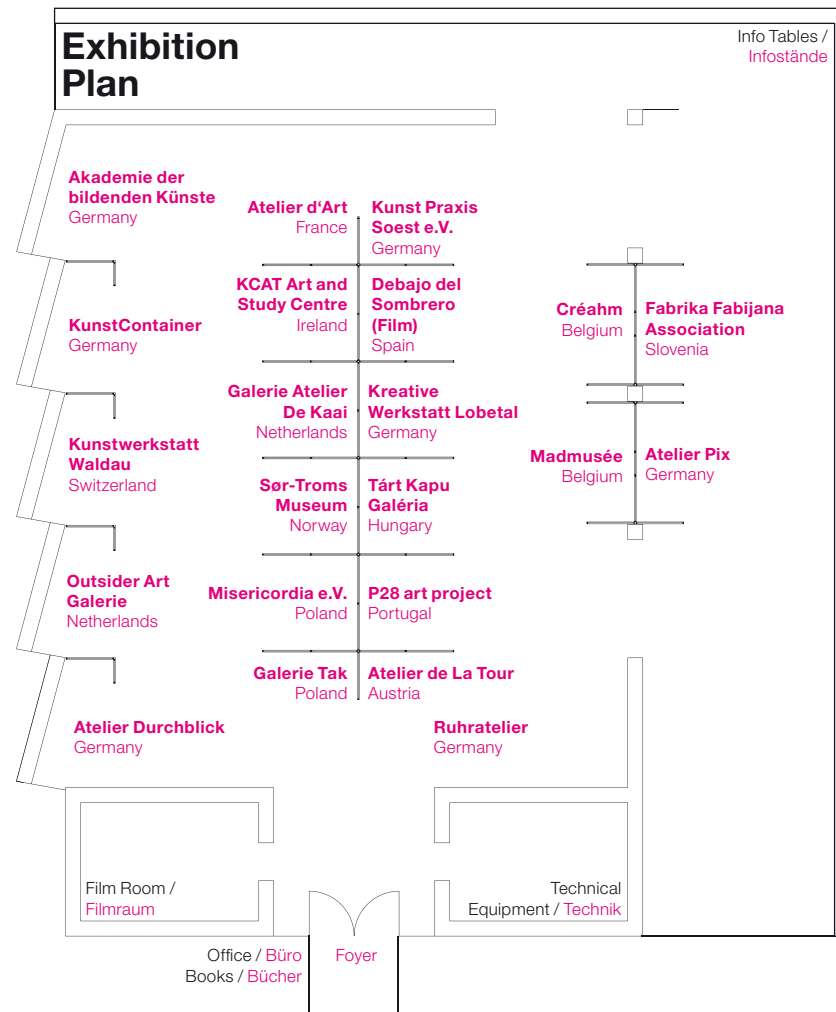 Exhibition
Plan
Info Tables /
Infostände
Akademie der
bildenden Künste
Germany
Atelier d‘Art
France
Kunst Praxis
Soest e.V.
Germany
KunstContainer
Germany
KCAT Art and
Study Centre
Ireland
Debajo del
Sombrero
(Film)
Spain
Créahm
Belgium
Fabrika Fabijana
Association
Slovenia
Galerie Atelier
De Kaai
Netherlands
Kreative
Werkstatt Lobetal
Germany
Kunstwerkstatt
Waldau
Switzerland
Sør-Troms
Museum
Norway
Tárt Kapu
Galéria
Hungary
Madmusée
Belgium
Atelier Pix
Germany
Outsider Art
Galerie
Netherlands
Misericordia e.V.
Poland
P28 art project
Portugal
Galerie Tak
Poland
Atelier de La Tour
Austria
Atelier Durchblick
Germany
Ruhratelier
Germany
Film Room /
Filmraum
Technical
Equipment / Technik
Office / Büro
Books / Bücher
Foyer